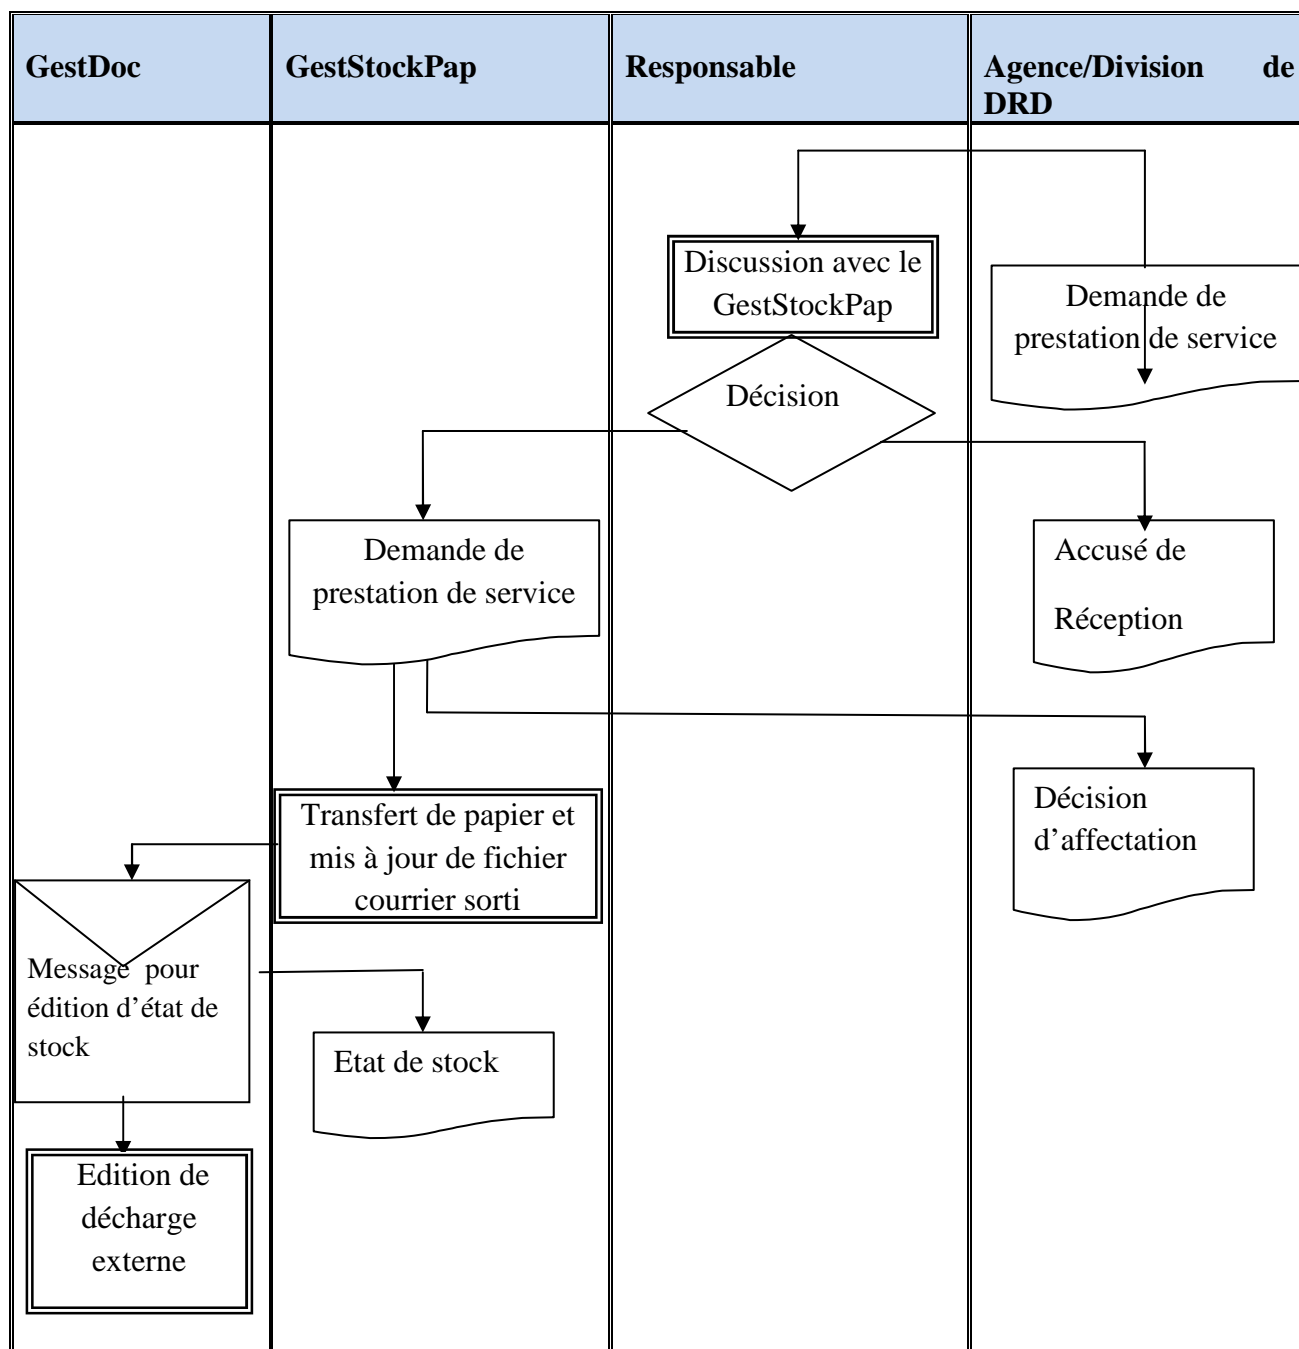 GestDoc
GestStockPap
Responsable
Agence/Division de
DRD
Discussion avec le
GestStockPap
Demande de
prestation de service
Décision
Demande de
prestation de service
Accusé de
Réception
Transfert de papier et
mis à jour de fichier
courrier sorti
Décision
d’affectation
Message pour
édition d’état de
stock
Etat de stock
Edition de
décharge
externe